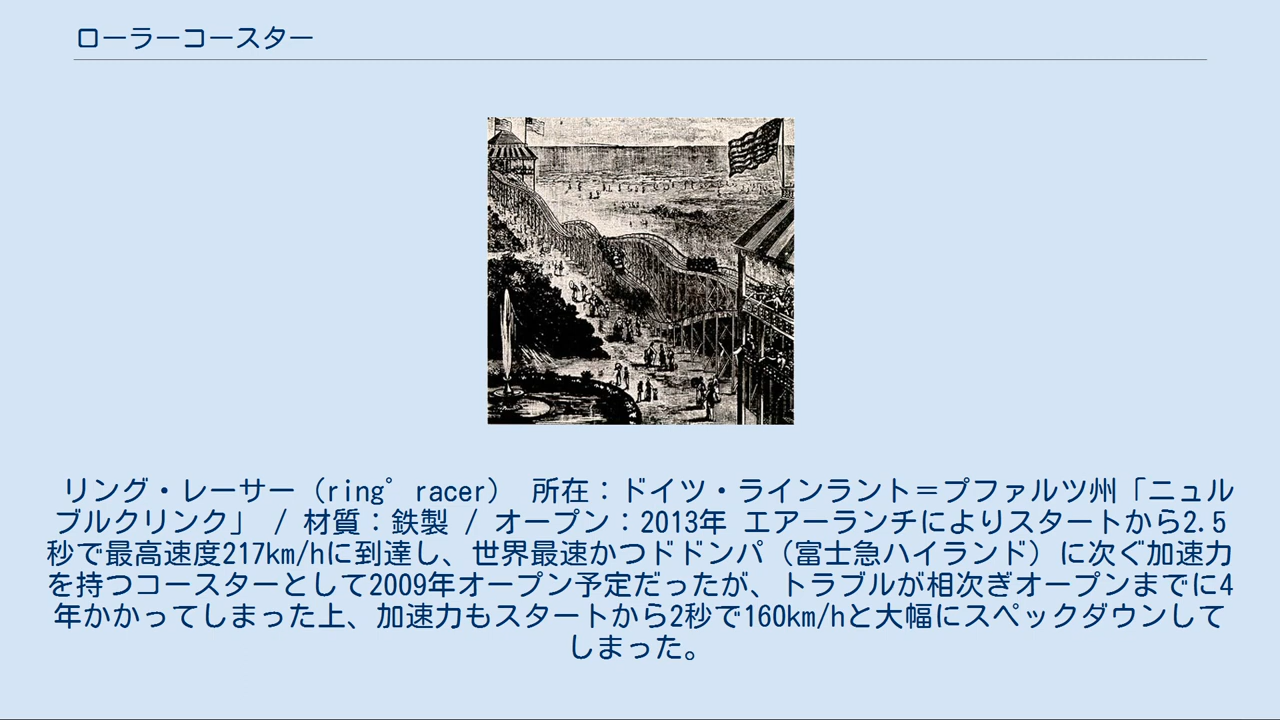 ローラーコースター
リング・レーサー（ring゜racer） 所在：ドイツ・ラインラント＝プファルツ州「ニュル
ブルクリンク」 / 材質：鉄製 / オープン：2013年 エアーランチによりスタートから2.5
秒で最高速度217km/hに到達し、世界最速かつドドンパ（富士急ハイランド）に次ぐ加速力
を持つコースターとして2009年オープン予定だったが、トラブルが相次ぎオープンまでに4
年かかってしまった上、加速力もスタートから2秒で160km/hと大幅にスペックダウンして
しまった。